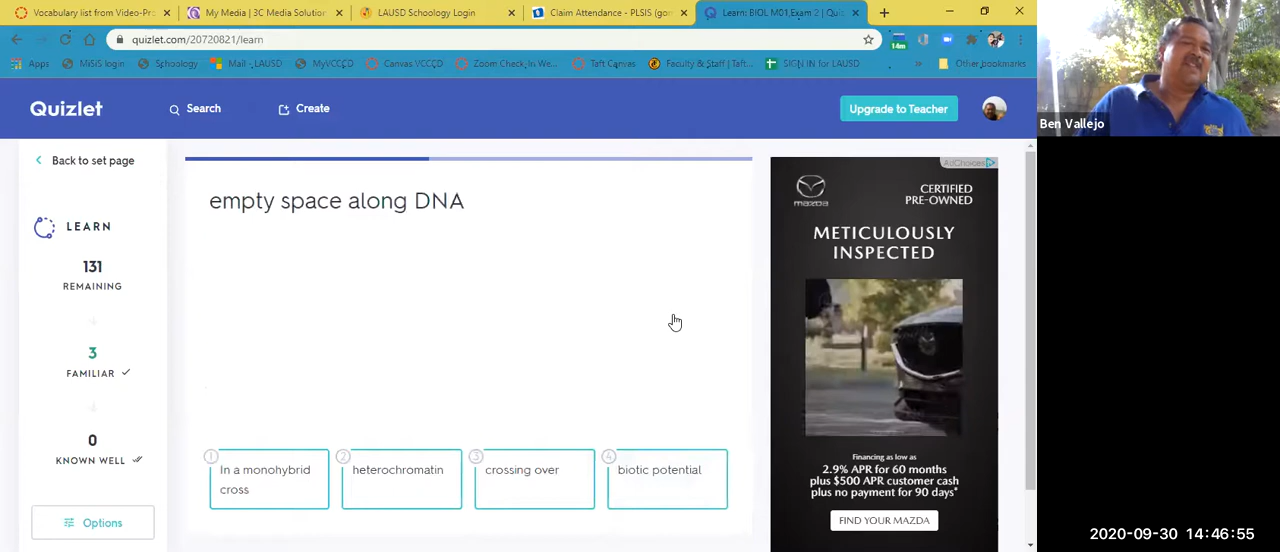 Vocabulary list from Video-Pro
My Media | 3C Media Solution
LAUSD Schoology Login
Claim Attendance - PLSIS (gon
Learn: BIOL M01 Exam 2 | Quiz
quizlet.com/20720821/learn
14m
Apps
MiSiS login
Schoology
Mail - LAUSD
MyVCCCD
Canvas VCCCD
Zoom Check In We...
Taft Canvas
Faculty & Staff | Taft...
SIGN IN for LAUSD
»
Other bookmarks
Quizlet
Search
Create
Upgrade to Teacher
Ben Vallejo
Back to set page
LEARN
131
REMAINING
3
FAMILIAR
0
KNOWN WELL
Options
empty space along DNA
1 In a monohybrid
cross
2 heterochromatin
3 crossing over
4 biotic potential
AdChoices
mazda
CERTIFIED
PRE-OWNED
METICULOUSLY
INSPECTED
Financing as low as
2.9% APR for 60 months
plus $500 APR customer cash
plus no payment for 90 days*
FIND YOUR MAZDA
2020-09-30 14:46:55